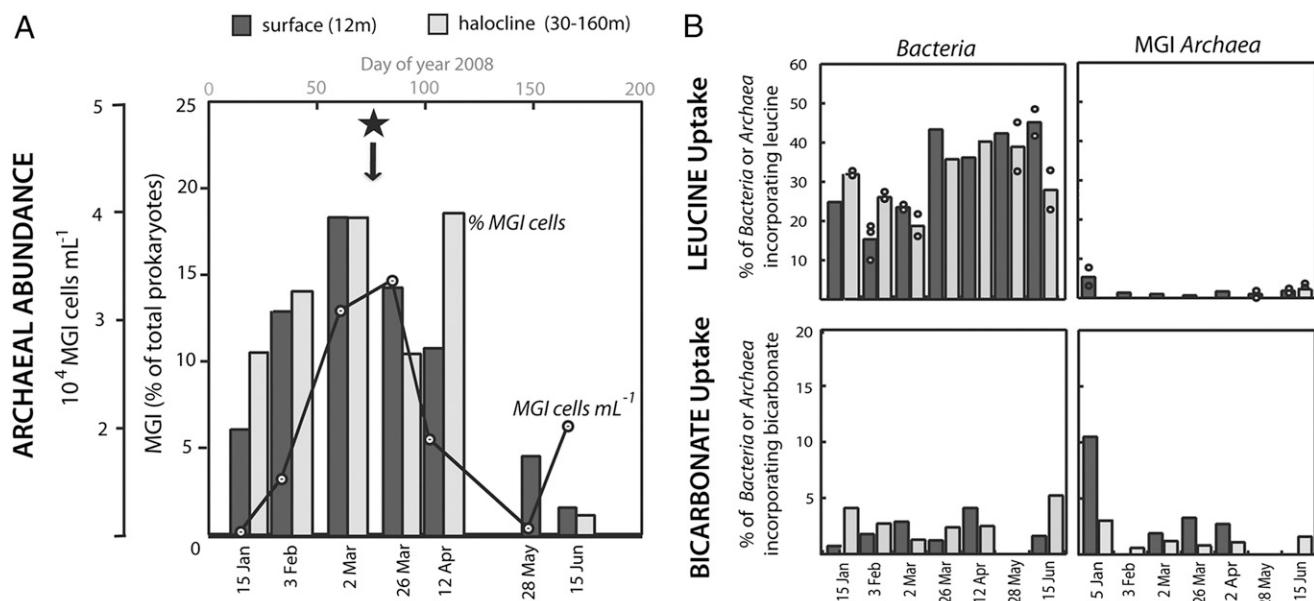 A
surface (12m)
halocline (30-160m)
Day of year 2008
0 50 100 150 200
ARCHAEAL ABUNDANCE
10⁴ MGI cells mL⁻¹
5
4
3
2
MGI (% of total prokaryotes)
25
20
15
10
5
0
% MGI cells
MGI cells mL⁻¹
15 Jan
3 Feb
2 Mar
26 Mar
12 Apr
28 May
15 Jun
B
Bacteria
MGI Archaea
LEUCINE Uptake
% of Bacteria or Archaea
incorporating leucine
60
50
40
30
20
10
BICARBONATE Uptake
% of Bacteria or Archaea
incorporating bicarbonate
20
15
10
5
15 Jan
3 Feb
2 Mar
26 Mar
12 Apr
28 May
15 Jun
5 Jan
3 Feb
2 Mar
26 Mar
2 Apr
28 May
15 Jun